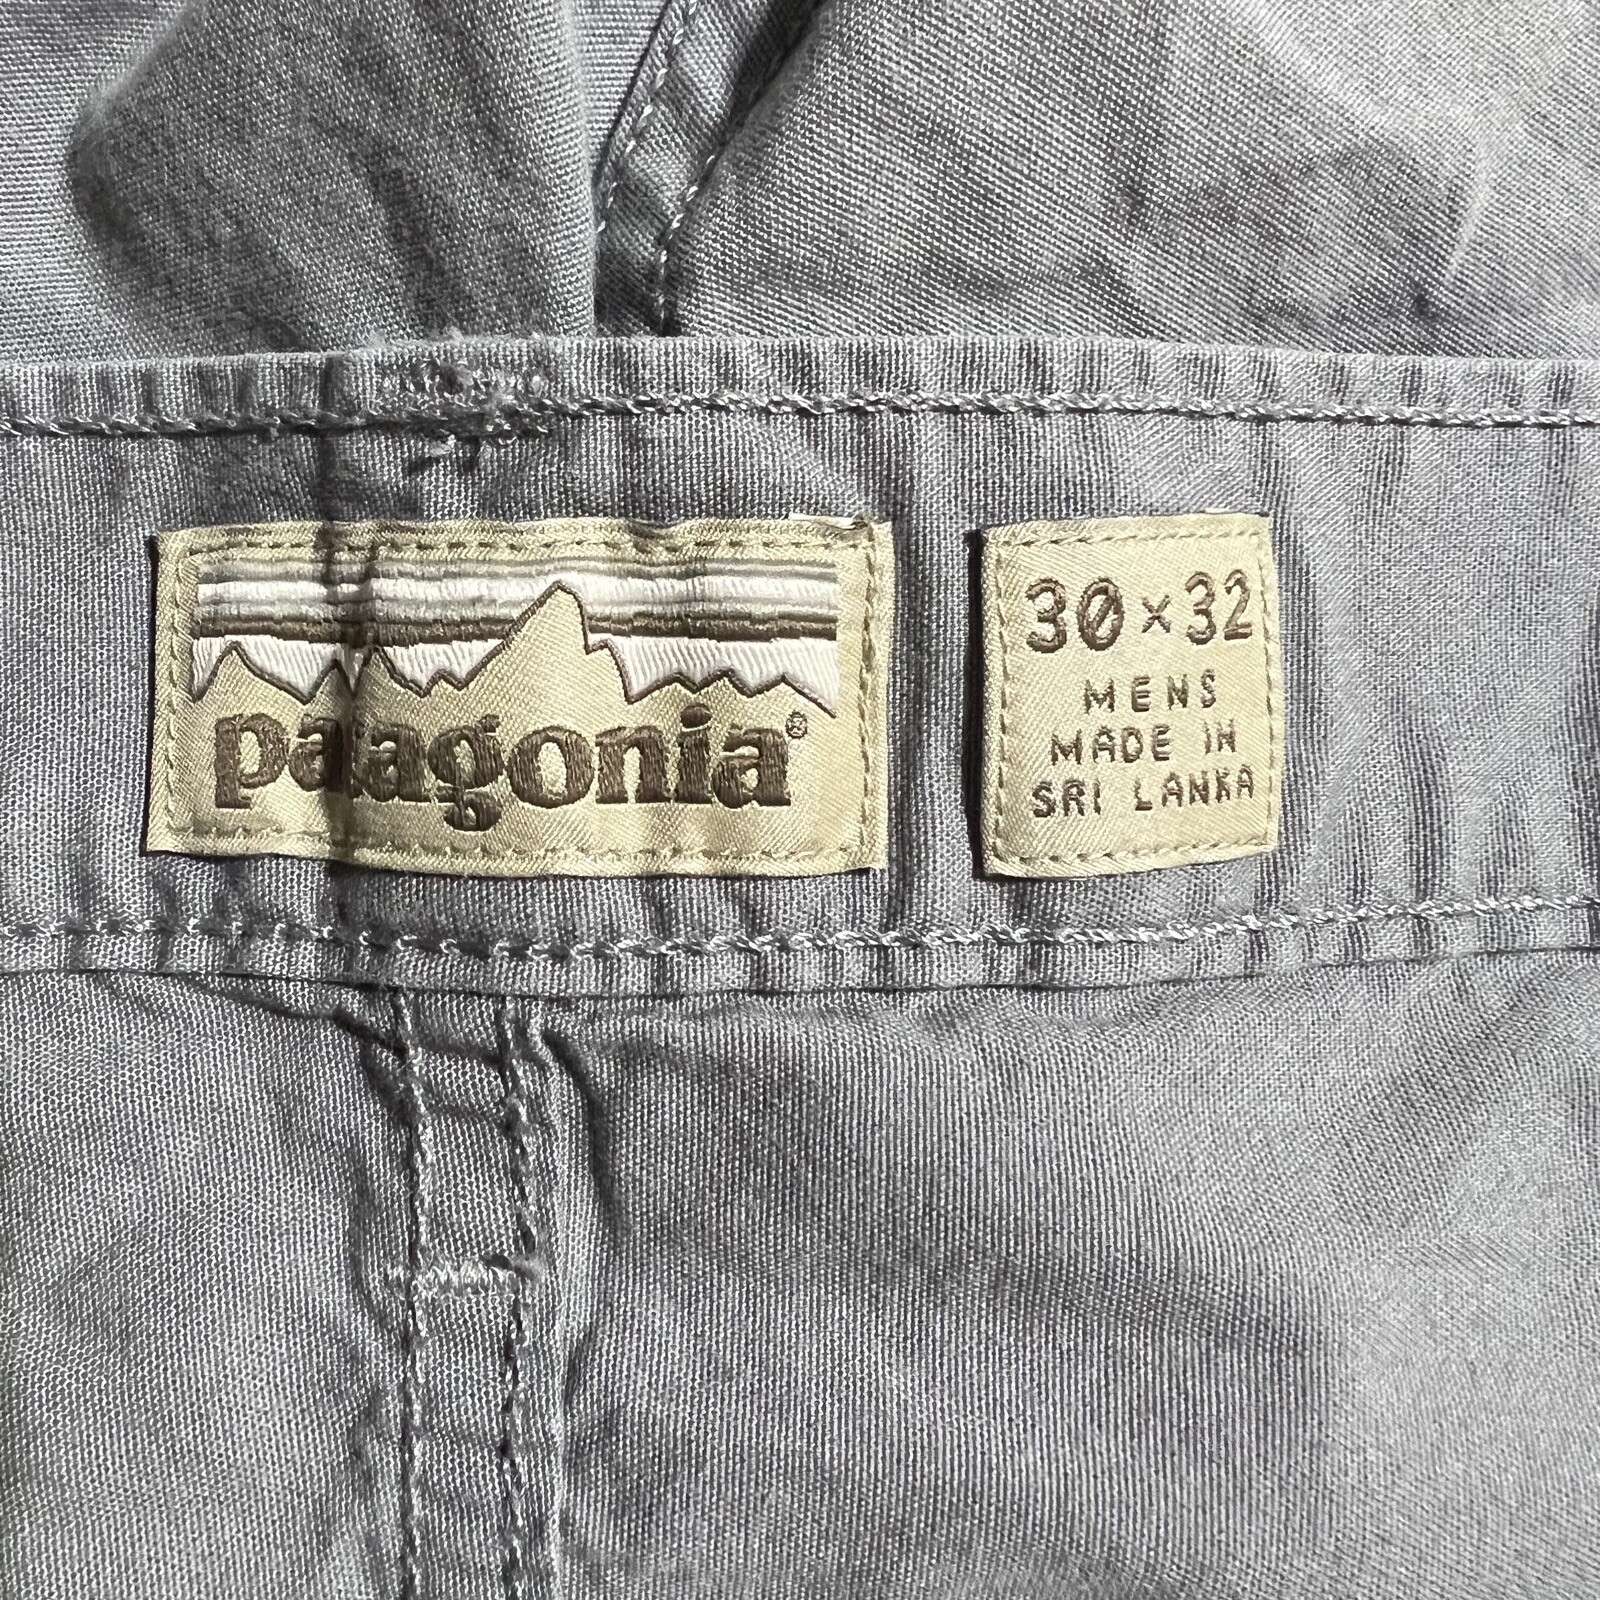 patagonia®
30 x 32
MENS
MADE IN
SRI LANKA